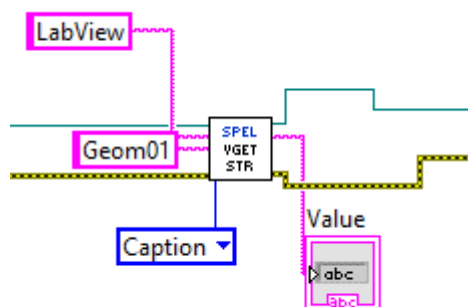 LabView
SPEL
VGET
STR
Geom01
Value
Caption
abc
abc